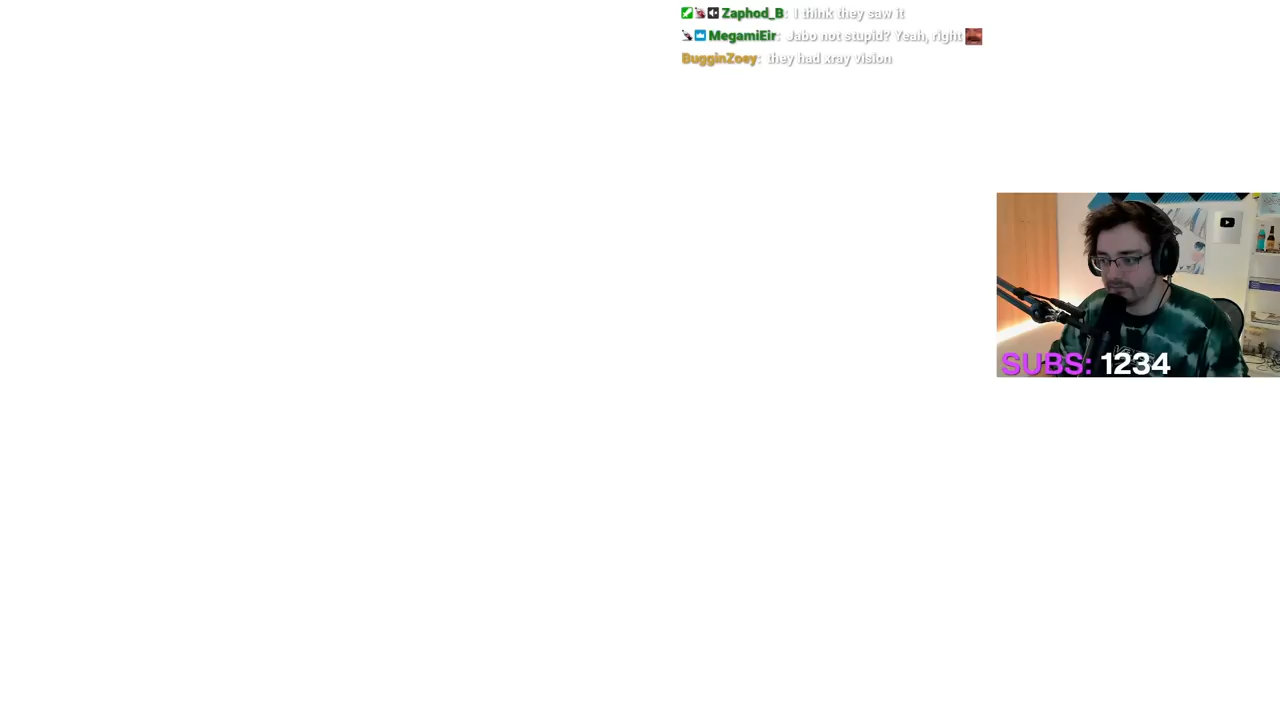 Zaphod_B: I think they saw it
MegamiEir: Jabo not stupid? Yeah, right
BugginZoey: they had xray vision
SUBS: 1234